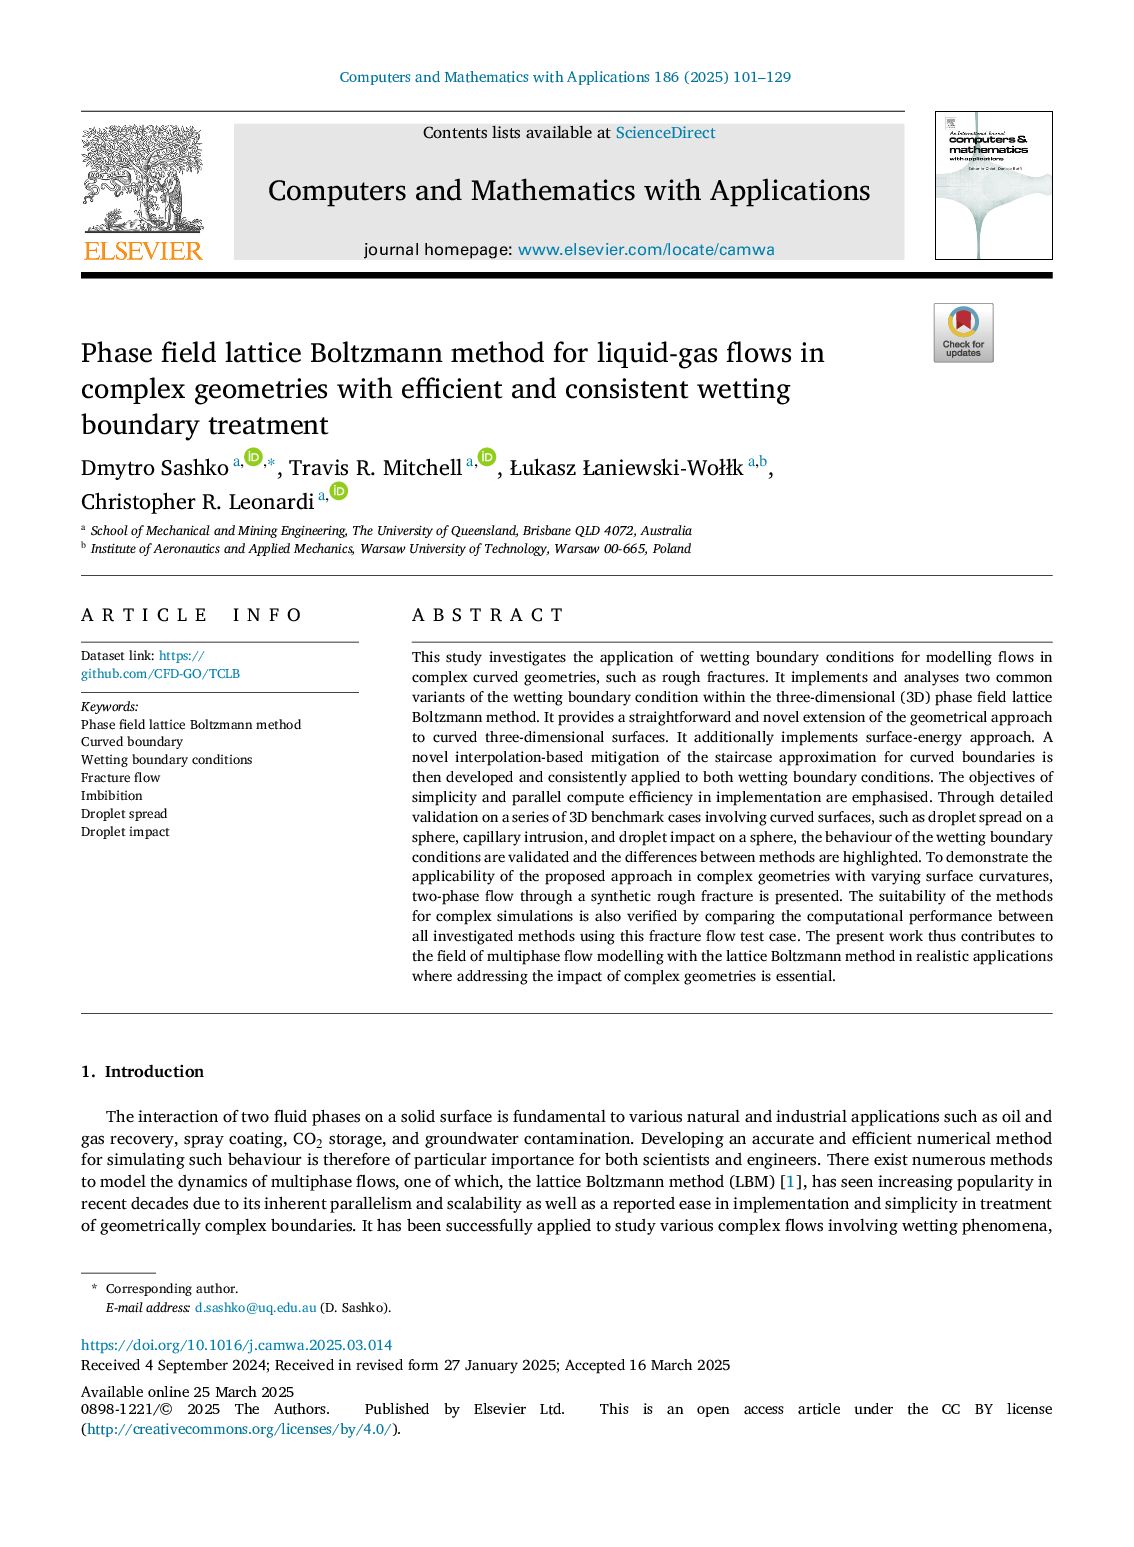 Computers and Mathematics with Applications 186 (2025) 101–129
Contents lists available at ScienceDirect
Computers and Mathematics with Applications
journal homepage: www.elsevier.com/locate/camwa
ELSEVIER
An International Journal
computers &
mathematics
with applications
Check for
updates
Phase field lattice Boltzmann method for liquid-gas flows in
complex geometries with efficient and consistent wetting
boundary treatment
Dmytro Sashko a, iD,*, Travis R. Mitchell a, iD, Łukasz Łaniewski-Wołłk a,b,
Christopher R. Leonardi a, iD
a School of Mechanical and Mining Engineering, The University of Queensland, Brisbane QLD 4072, Australia
b Institute of Aeronautics and Applied Mechanics, Warsaw University of Technology, Warsaw 00-665, Poland
ARTICLE INFO
Dataset link: https://
github.com/CFD-GO/TCLB
Keywords:
Phase field lattice Boltzmann method
Curved boundary
Wetting boundary conditions
Fracture flow
Imbibition
Droplet spread
Droplet impact
ABSTRACT
This study investigates the application of wetting boundary conditions for modelling flows in
complex curved geometries, such as rough fractures. It implements and analyses two common
variants of the wetting boundary condition within the three-dimensional (3D) phase field lattice
Boltzmann method. It provides a straightforward and novel extension of the geometrical approach
to curved three-dimensional surfaces. It additionally implements surface-energy approach. A
novel interpolation-based mitigation of the staircase approximation for curved boundaries is
then developed and consistently applied to both wetting boundary conditions. The objectives of
simplicity and parallel compute efficiency in implementation are emphasised. Through detailed
validation on a series of 3D benchmark cases involving curved surfaces, such as droplet spread on a
sphere, capillary intrusion, and droplet impact on a sphere, the behaviour of the wetting boundary
conditions are validated and the differences between methods are highlighted. To demonstrate the
applicability of the proposed approach in complex geometries with varying surface curvatures,
two-phase flow through a synthetic rough fracture is presented. The suitability of the methods
for complex simulations is also verified by comparing the computational performance between
all investigated methods using this fracture flow test case. The present work thus contributes to
the field of multiphase flow modelling with the lattice Boltzmann method in realistic applications
where addressing the impact of complex geometries is essential.
1. Introduction
The interaction of two fluid phases on a solid surface is fundamental to various natural and industrial applications such as oil and
gas recovery, spray coating, CO2 storage, and groundwater contamination. Developing an accurate and efficient numerical method
for simulating such behaviour is therefore of particular importance for both scientists and engineers. There exist numerous methods
to model the dynamics of multiphase flows, one of which, the lattice Boltzmann method (LBM) [1], has seen increasing popularity in
recent decades due to its inherent parallelism and scalability as well as a reported ease in implementation and simplicity in treatment
of geometrically complex boundaries. It has been successfully applied to study various complex flows involving wetting phenomena,
* Corresponding author.
E-mail address: d.sashko@uq.edu.au (D. Sashko).
https://doi.org/10.1016/j.camwa.2025.03.014
Received 4 September 2024; Received in revised form 27 January 2025; Accepted 16 March 2025
Available online 25 March 2025
0898-1221/© 2025 The Authors. Published by Elsevier Ltd. This is an open access article under the CC BY license
(http://creativecommons.org/licenses/by/4.0/).